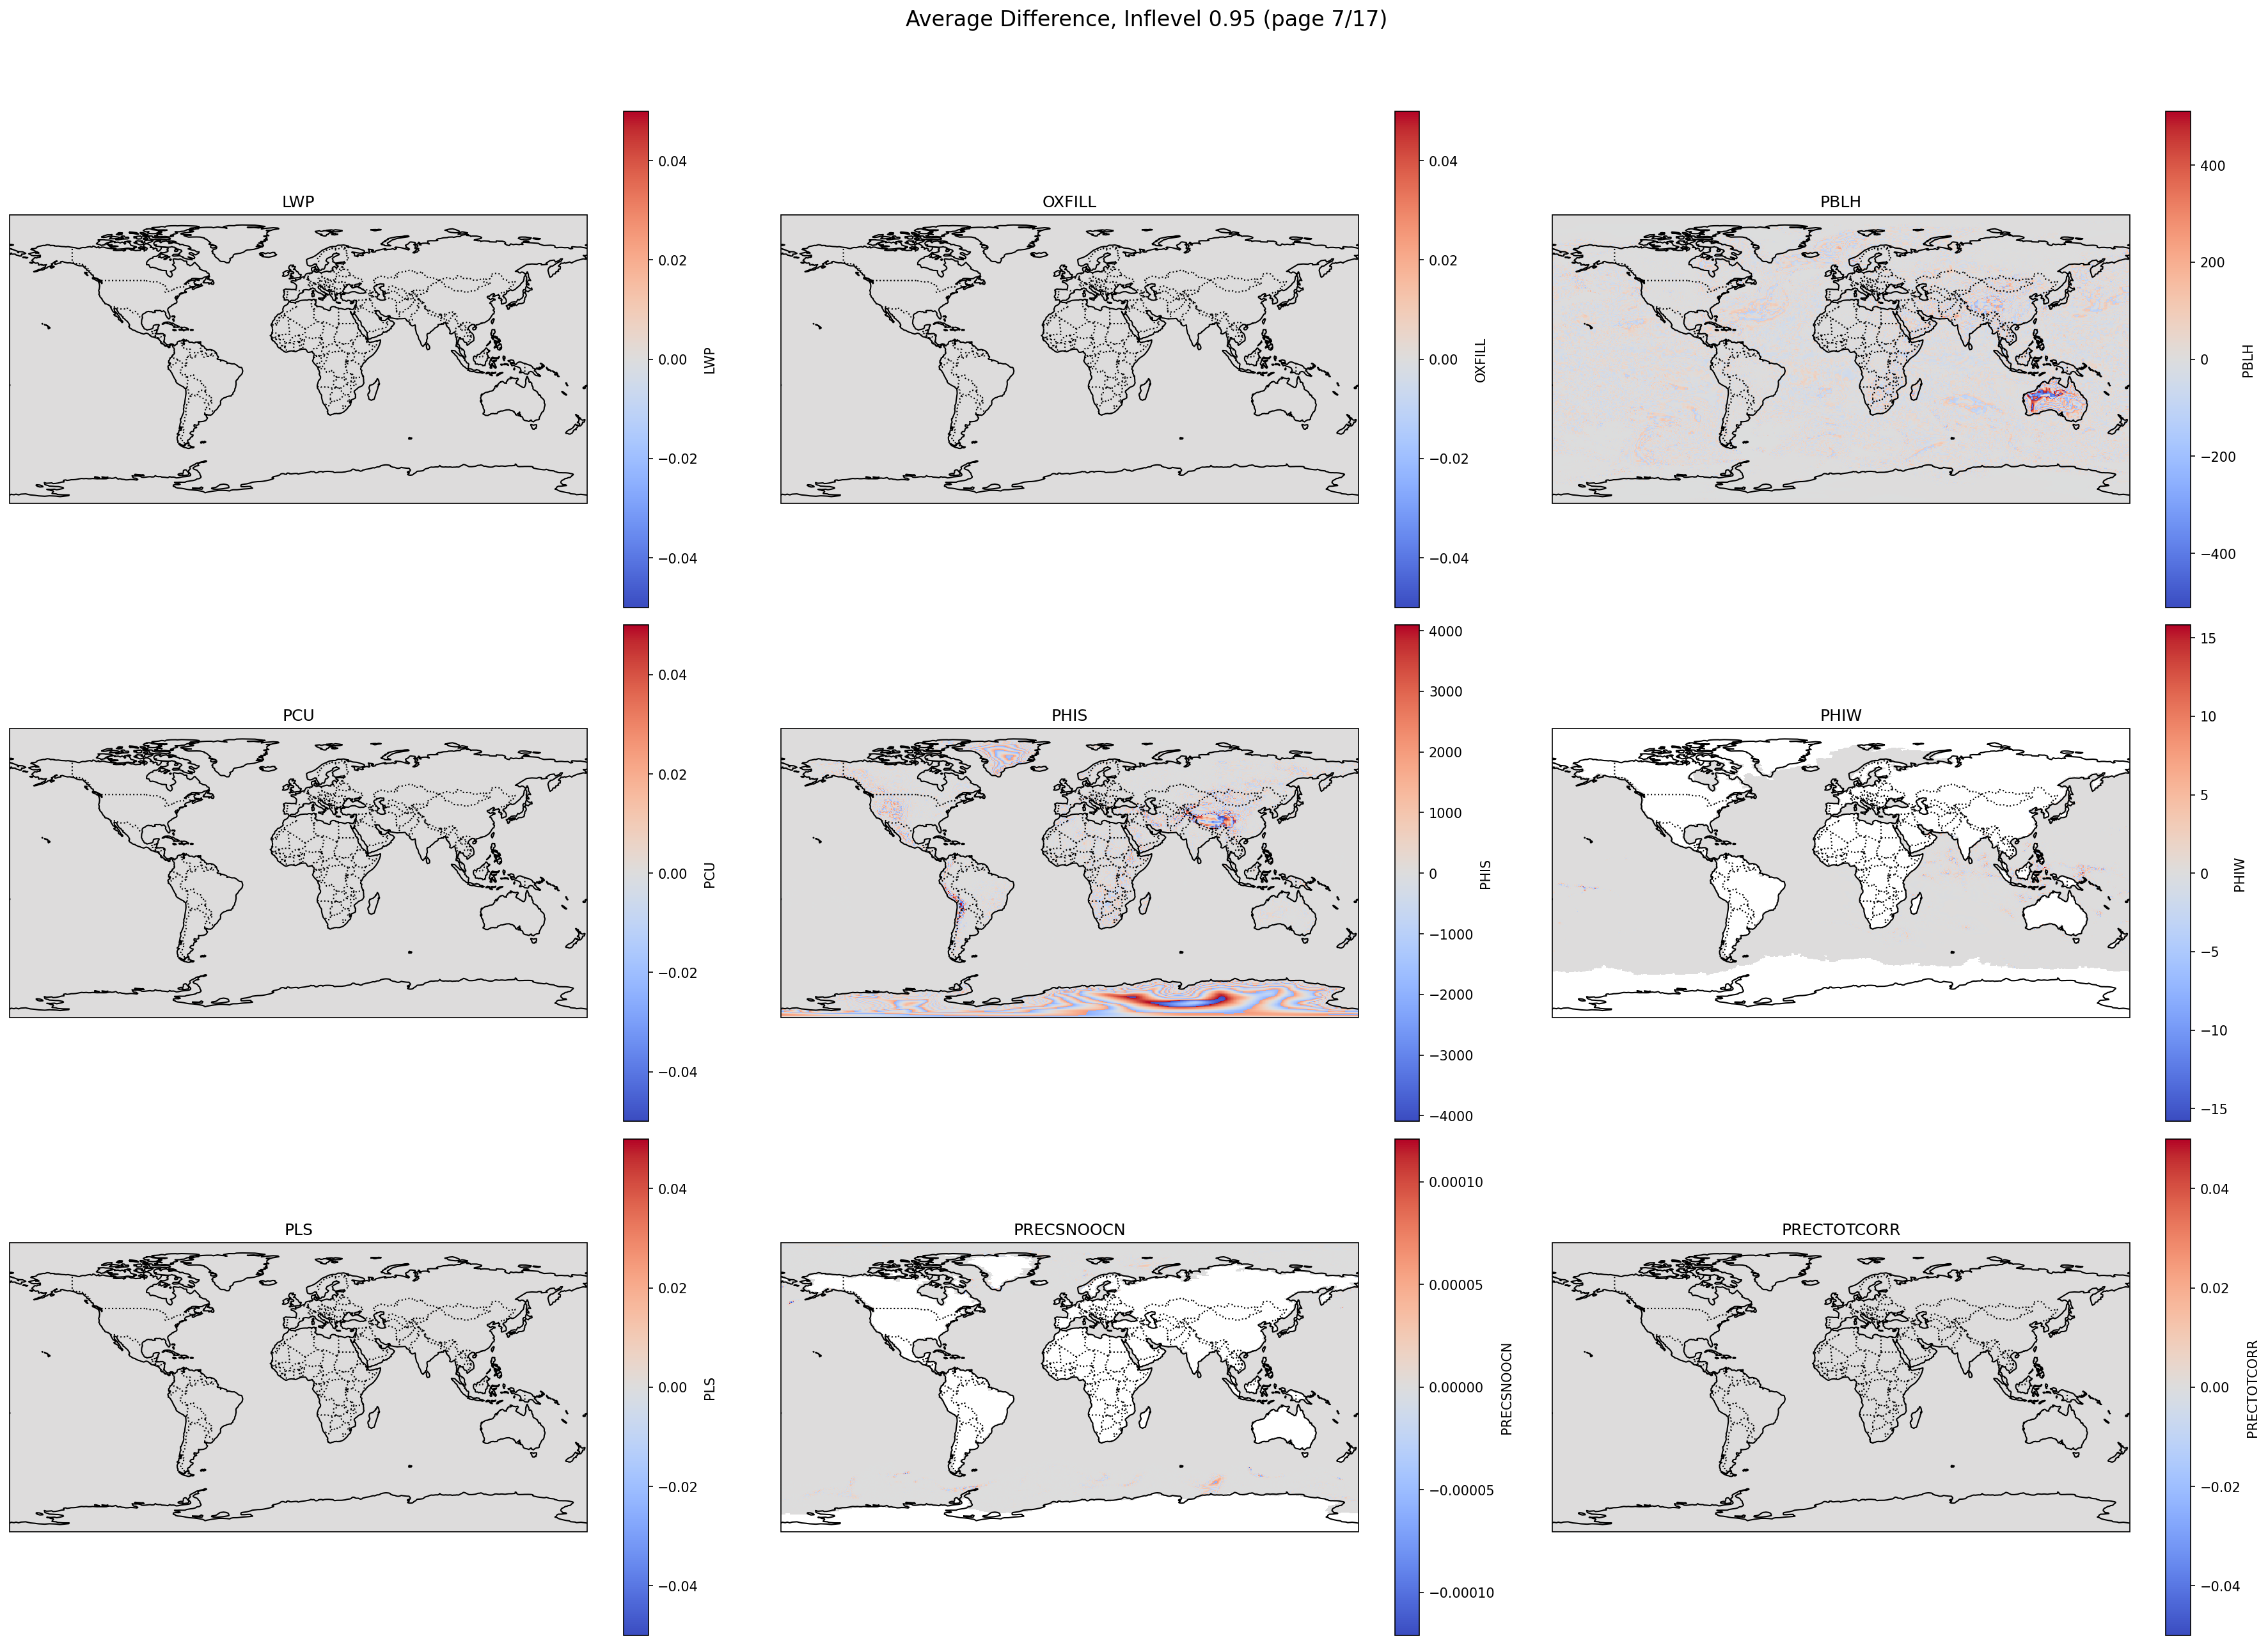 Average Difference, Inflevel 0.95 (page 7/17)
LWP
0.04
0.02
0.00
−0.02
−0.04
LWP
OXFILL
0.04
0.02
0.00
−0.02
−0.04
OXFILL
PBLH
400
200
0
−200
−400
PBLH
PCU
0.04
0.02
0.00
−0.02
−0.04
PCU
PHIS
4000
3000
2000
1000
0
−1000
−2000
−3000
−4000
PHIS
PHIW
15
10
5
0
−5
−10
−15
PHIW
PLS
0.04
0.02
0.00
−0.02
−0.04
PLS
PRECSNOOCN
0.00010
0.00005
0.00000
−0.00005
−0.00010
PRECSNOOCN
PRECTOTCORR
0.04
0.02
0.00
−0.02
−0.04
PRECTOTCORR